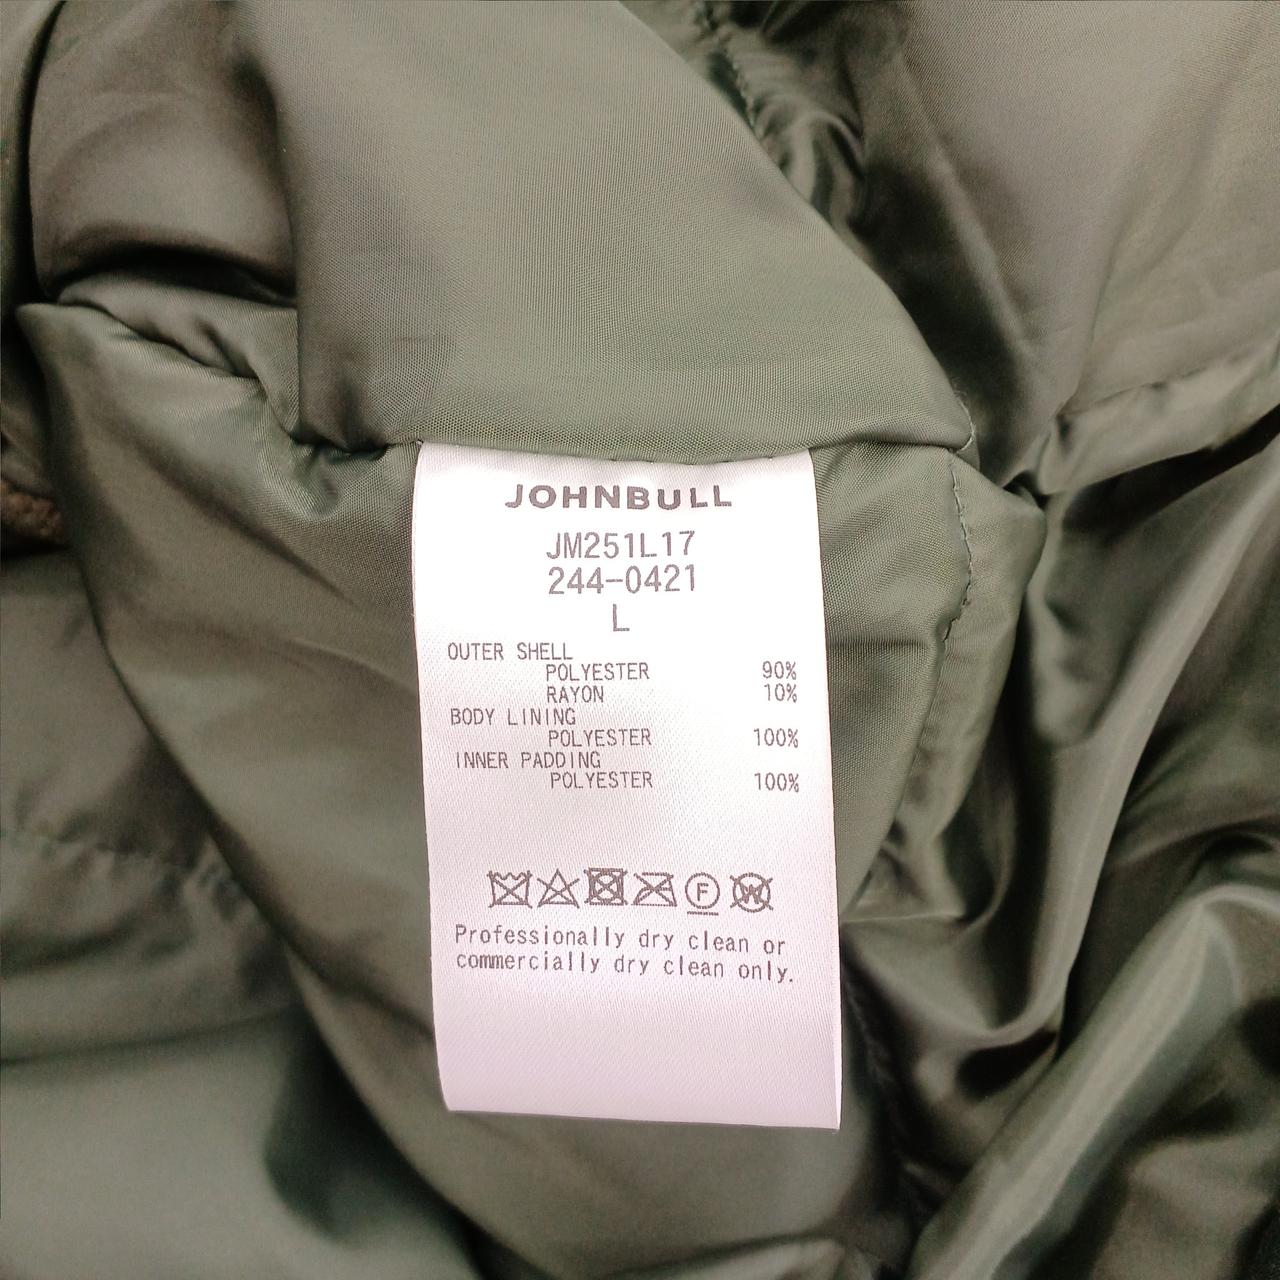 JOHNBULL
JM251L17
244-0421
L
OUTER SHELL
POLYESTER 90%
RAYON 10%
BODY LINING
POLYESTER 100%
INNER PADDING
POLYESTER 100%
F W
Professionally dry clean or
commercially dry clean only.